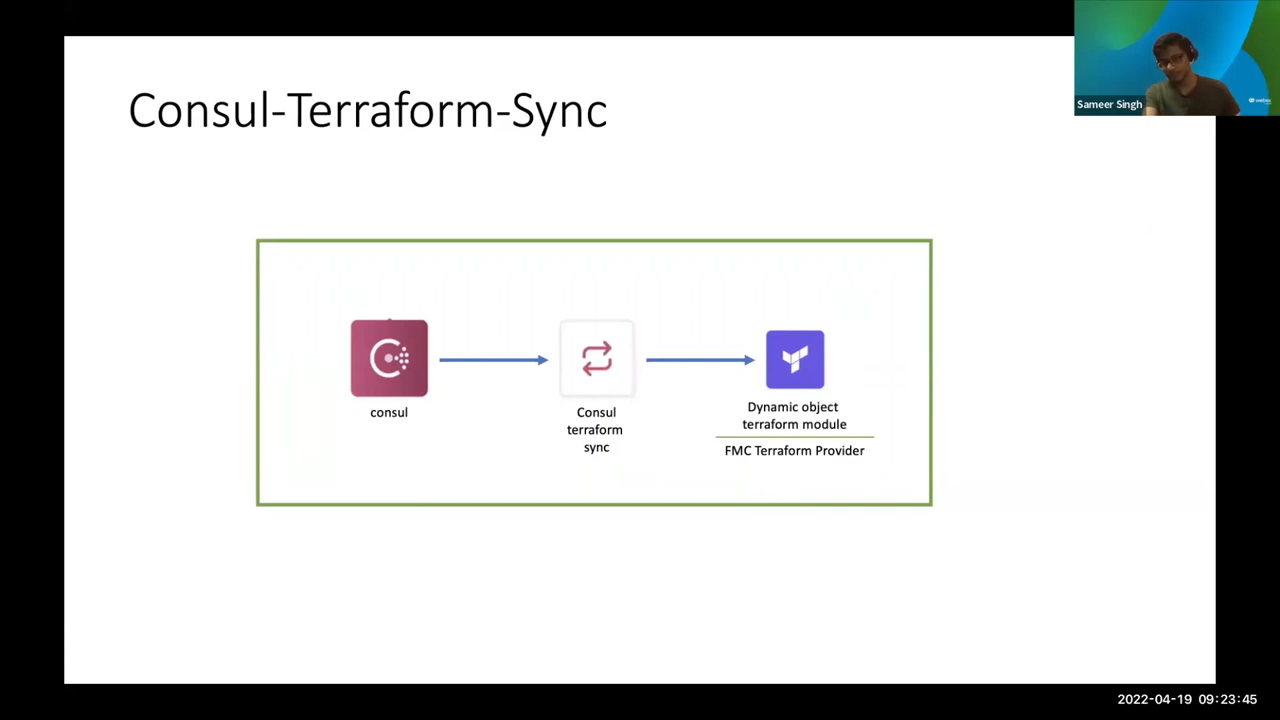 Consul-Terraform-Sync
Sameer Singh
consul
Consul
terraform
sync
Dynamic object
terraform module
FMC Terraform Provider
2022-04-19 09:23:45